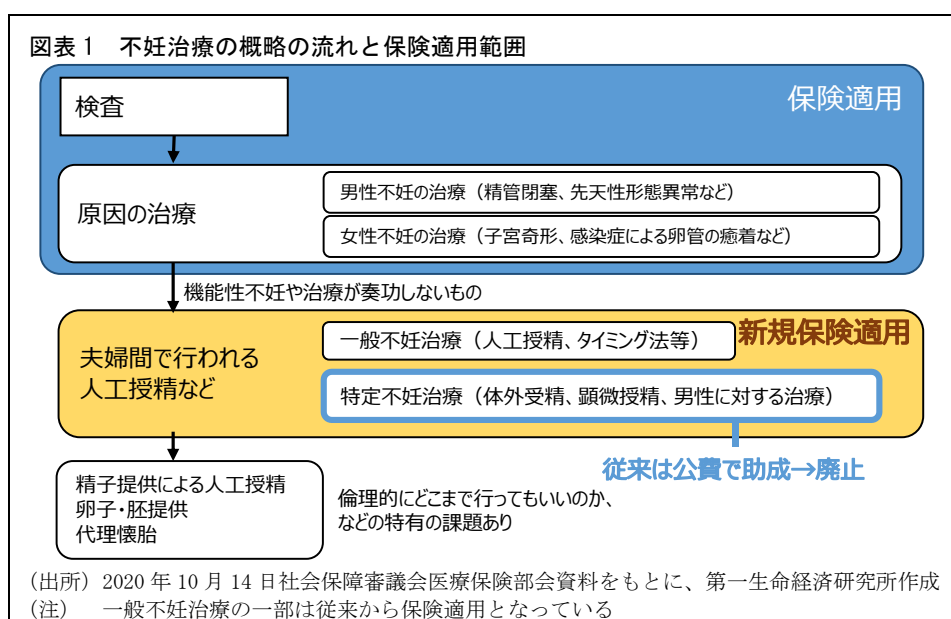 図表1 不妊治療の概略の流れと保険適用範囲
検査
保険適用
原因の治療
男性不妊の治療（精管閉塞、先天性形態異常など）
女性不妊の治療（子宮奇形、感染症による卵管の癒着など）
機能性不妊や治療が奏功しないもの
新規保険適用
夫婦間で行われる
人工授精など
一般不妊治療（人工授精、タイミング法等）
特定不妊治療（体外受精、顕微授精、男性に対する治療）
従来は公費で助成→廃止
精子提供による人工授精
卵子・胚提供
代理懐胎
倫理的にどこまで行ってもいいのか、
などの特有の課題あり
（出所）2020年10月14日社会保障審議会医療保険部会資料をもとに、第一生命経済研究所作成
（注）　一般不妊治療の一部は従来から保険適用となっている